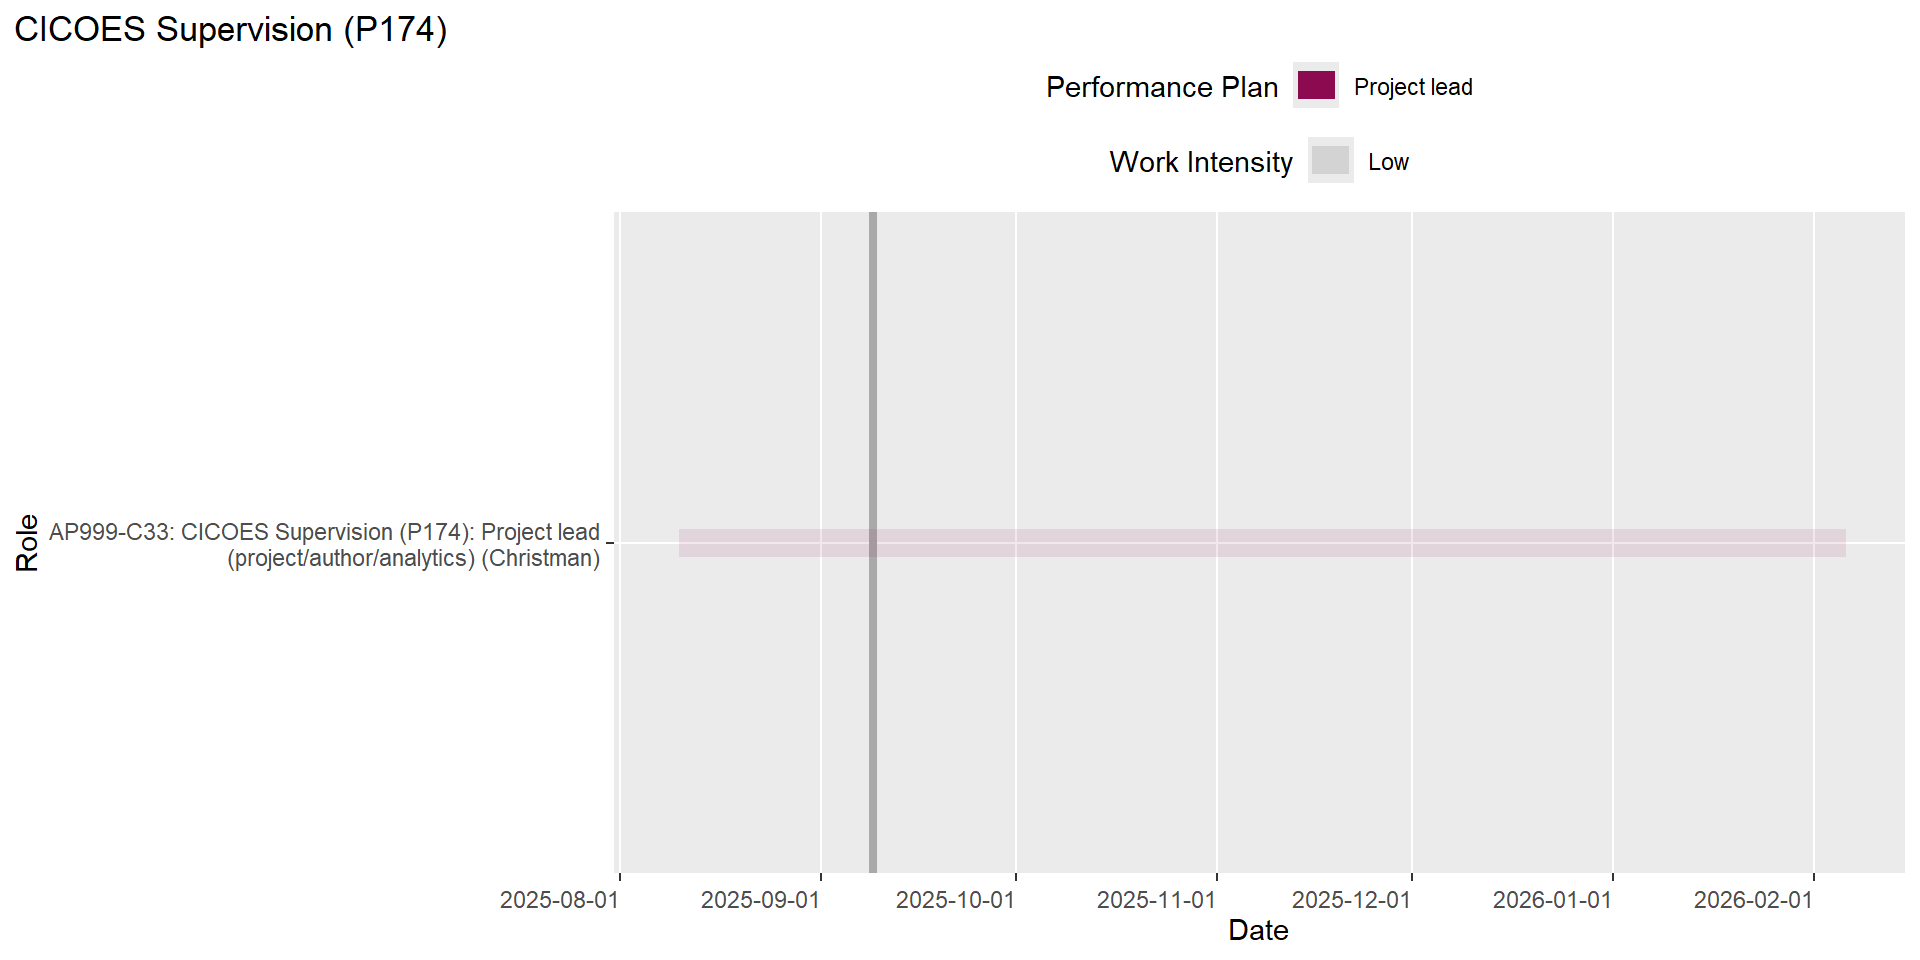 CICOES Supervision (P174)
Performance Plan
Project lead
Work Intensity
Low
Role
AP999-C33: CICOES Supervision (P174): Project lead
(project/author/analytics) (Christman)
2025-08-01
2025-09-01
2025-10-01
2025-11-01
2025-12-01
2026-01-01
2026-02-01
Date